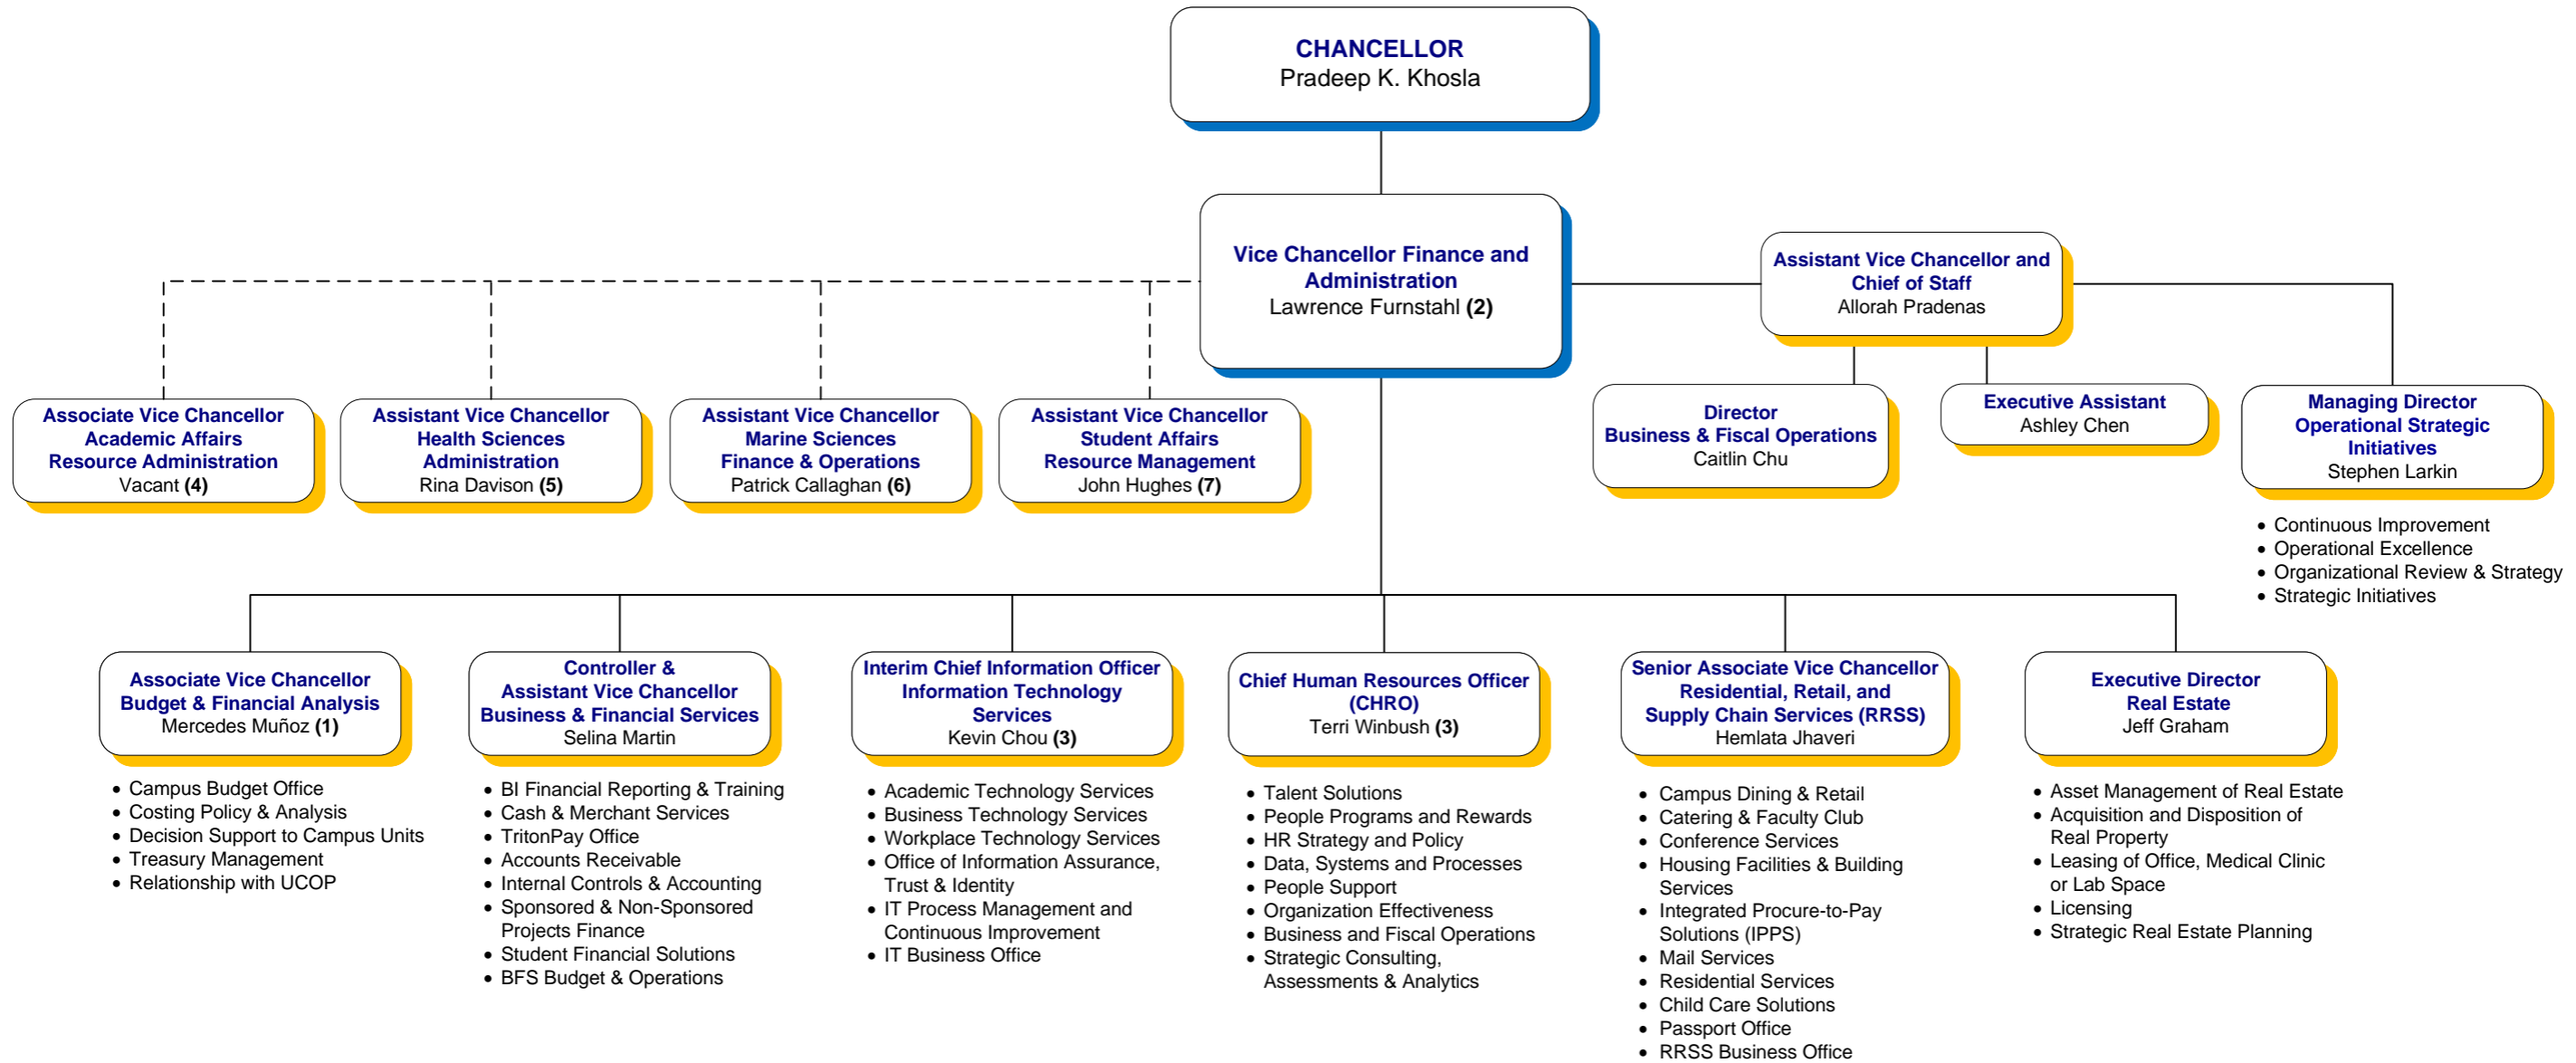 CHANCELLOR
Pradeep K. Khosla
Vice Chancellor Finance and
Administration
Lawrence Furnstahl (2)
Assistant Vice Chancellor and
Chief of Staff
Allorah Pradenas
Associate Vice Chancellor
Academic Affairs
Resource Administration
Vacant (4)
Assistant Vice Chancellor
Health Sciences
Administration
Rina Davison (5)
Assistant Vice Chancellor
Marine Sciences
Finance & Operations
Patrick Callaghan (6)
Assistant Vice Chancellor
Student Affairs
Resource Management
John Hughes (7)
Director
Business & Fiscal Operations
Caitlin Chu
Executive Assistant
Ashley Chen
Managing Director
Operational Strategic
Initiatives
Stephen Larkin
• Continuous Improvement
• Operational Excellence
• Organizational Review & Strategy
• Strategic Initiatives
Associate Vice Chancellor
Budget & Financial Analysis
Mercedes Muñoz (1)
• Campus Budget Office
• Costing Policy & Analysis
• Decision Support to Campus Units
• Treasury Management
• Relationship with UCOP
Controller &
Assistant Vice Chancellor
Business & Financial Services
Selina Martin
• BI Financial Reporting & Training
• Cash & Merchant Services
• TritonPay Office
• Accounts Receivable
• Internal Controls & Accounting
• Sponsored & Non-Sponsored
Projects Finance
• Student Financial Solutions
• BFS Budget & Operations
Interim Chief Information Officer
Information Technology
Services
Kevin Chou (3)
• Academic Technology Services
• Business Technology Services
• Workplace Technology Services
• Office of Information Assurance,
Trust & Identity
• IT Process Management and
Continuous Improvement
• IT Business Office
Chief Human Resources Officer
(CHRO)
Terri Winbush (3)
• Talent Solutions
• People Programs and Rewards
• HR Strategy and Policy
• Data, Systems and Processes
• People Support
• Organization Effectiveness
• Business and Fiscal Operations
• Strategic Consulting,
Assessments & Analytics
Senior Associate Vice Chancellor
Residential, Retail, and
Supply Chain Services (RRSS)
Hemlata Jhaveri
• Campus Dining & Retail
• Catering & Faculty Club
• Conference Services
• Housing Facilities & Building
Services
• Integrated Procure-to-Pay
Solutions (IPPS)
• Mail Services
• Residential Services
• Child Care Solutions
• Passport Office
• RRSS Business Office
Executive Director
Real Estate
Jeff Graham
• Asset Management of Real Estate
• Acquisition and Disposition of
Real Property
• Leasing of Office, Medical Clinic
or Lab Space
• Licensing
• Strategic Real Estate Planning